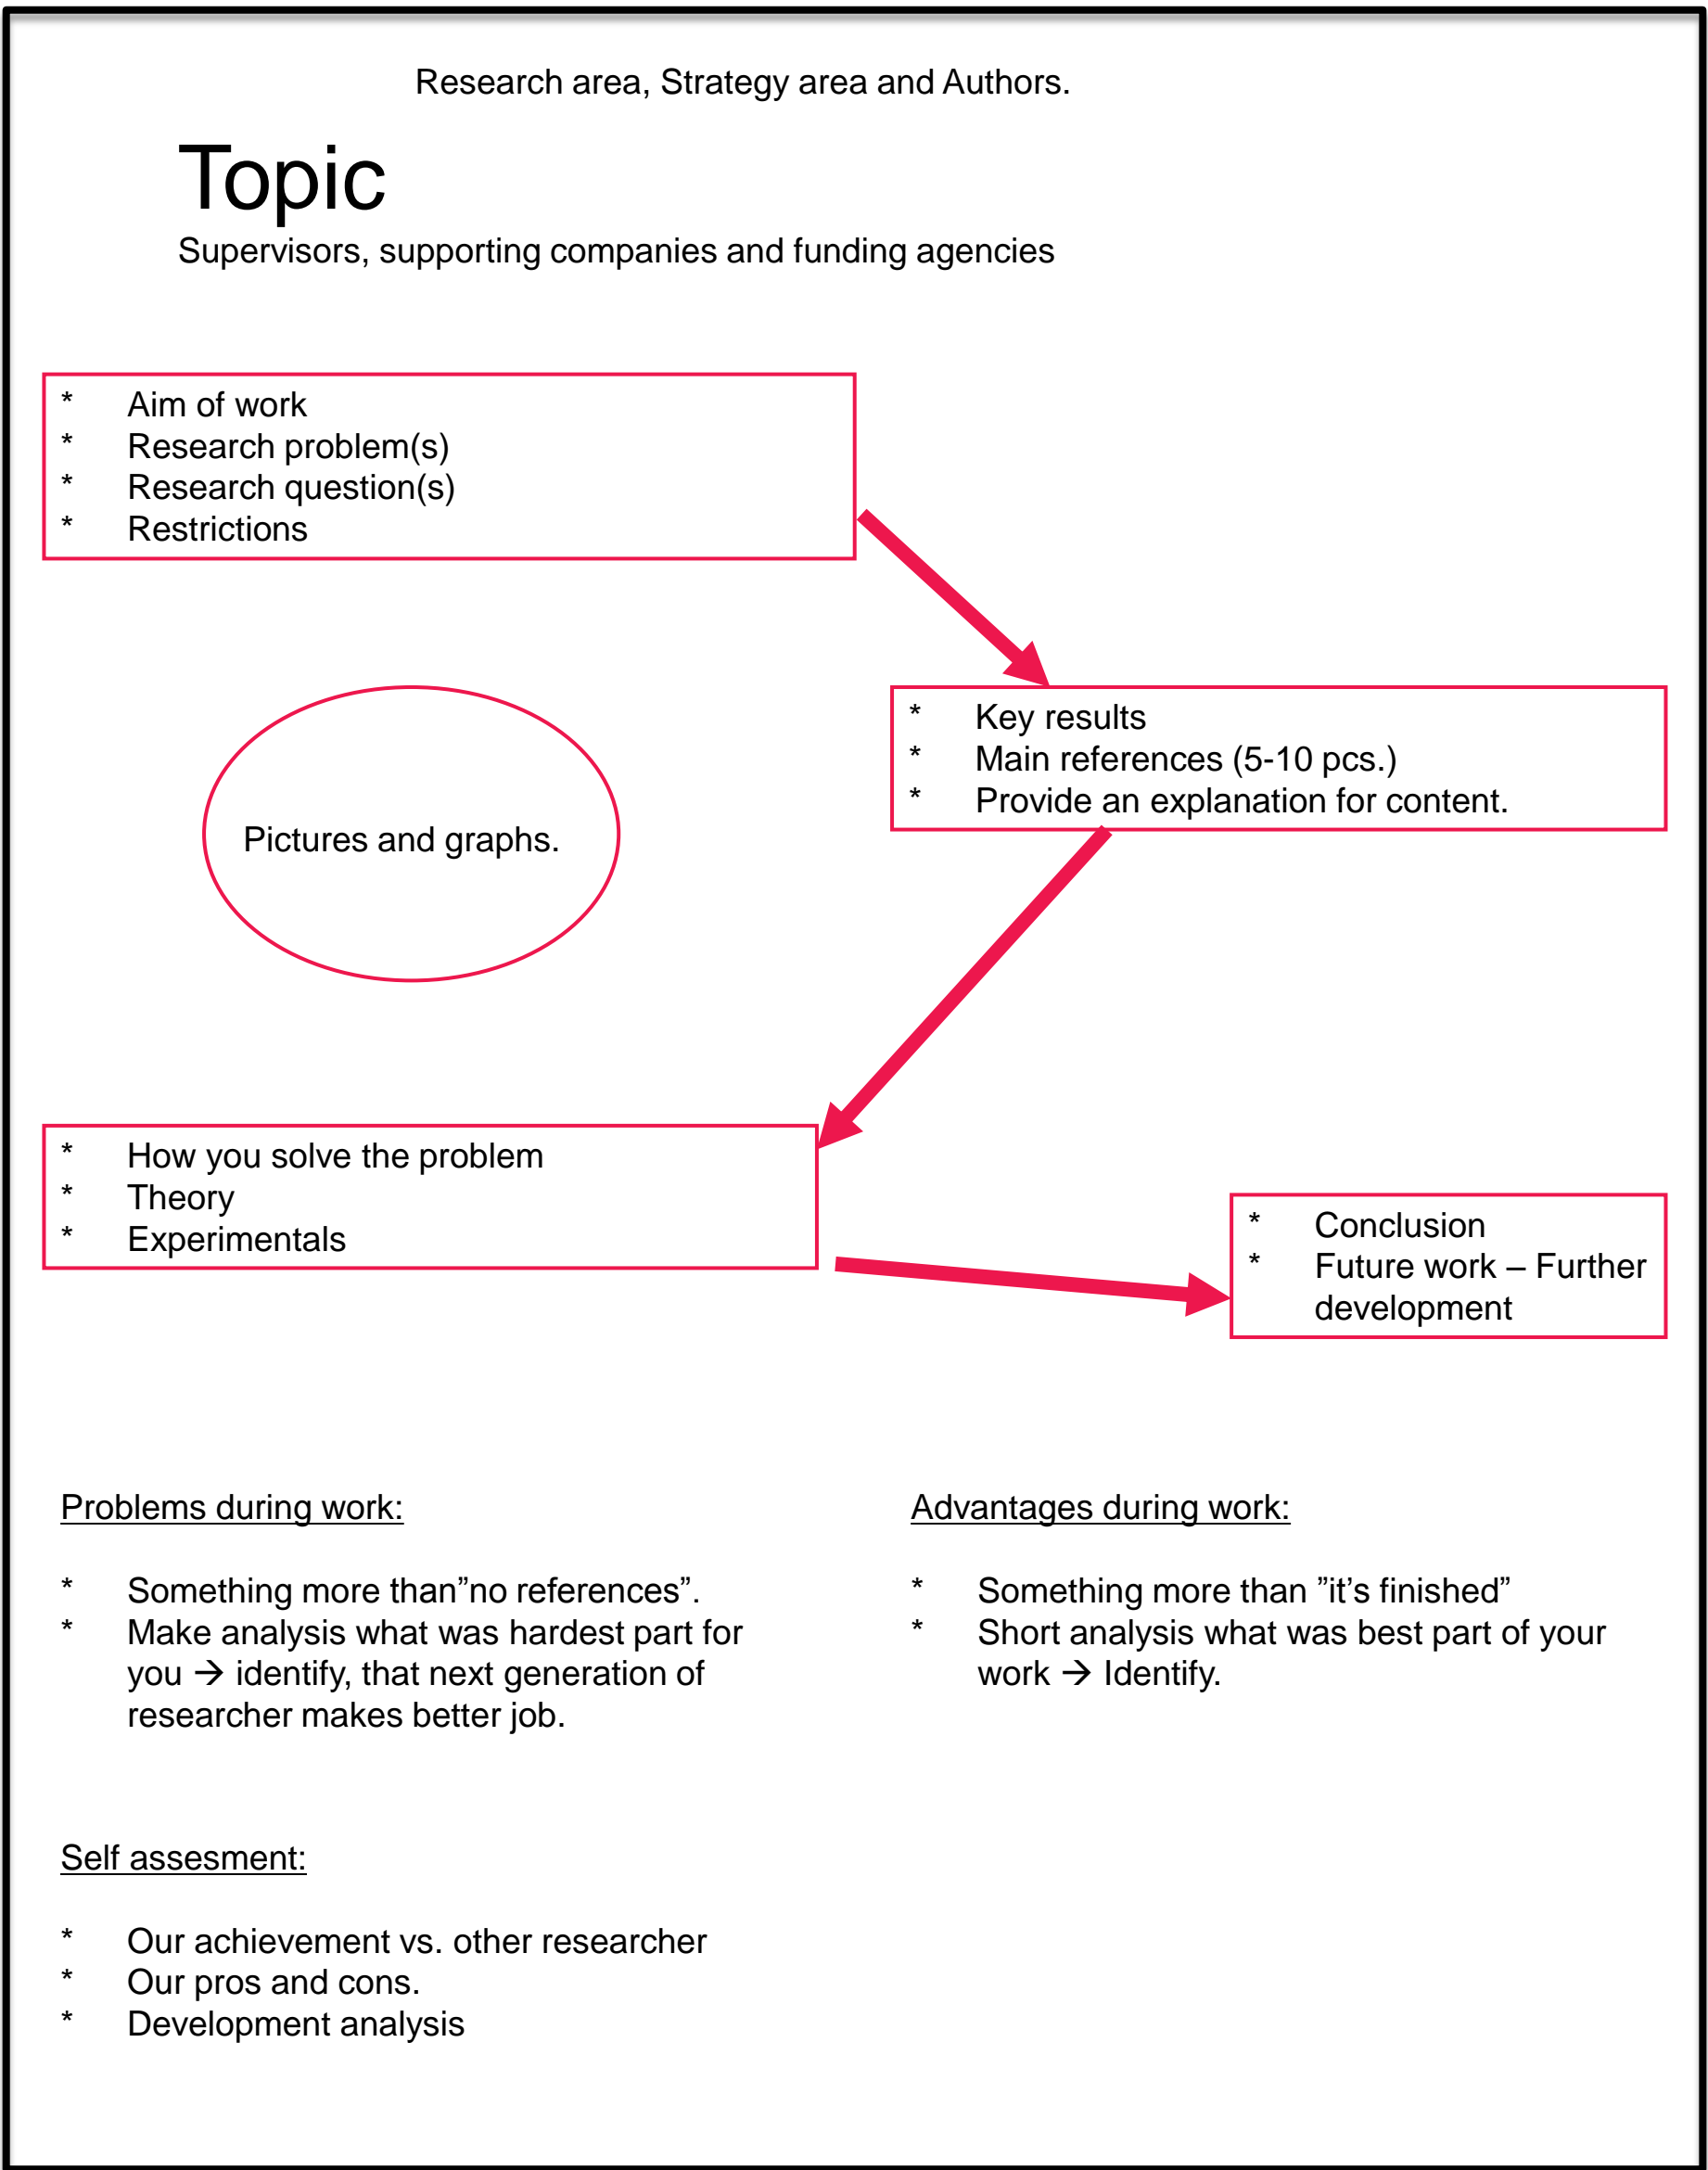 Research area, Strategy area and Authors.
Topic
Supervisors, supporting companies and funding agencies
* Aim of work
* Research problem(s)
* Research question(s)
* Restrictions
* Key results
* Main references (5-10 pcs.)
* Provide an explanation for content.
Pictures and graphs.
* How you solve the problem
* Theory
* Experimentals
* Conclusion
* Future work – Further
development
Problems during work:
* Something more than”no references”.
* Make analysis what was hardest part for
you → identify, that next generation of
researcher makes better job.
Advantages during work:
* Something more than ”it’s finished”
* Short analysis what was best part of your
work → Identify.
Self assesment:
* Our achievement vs. other researcher
* Our pros and cons.
* Development analysis